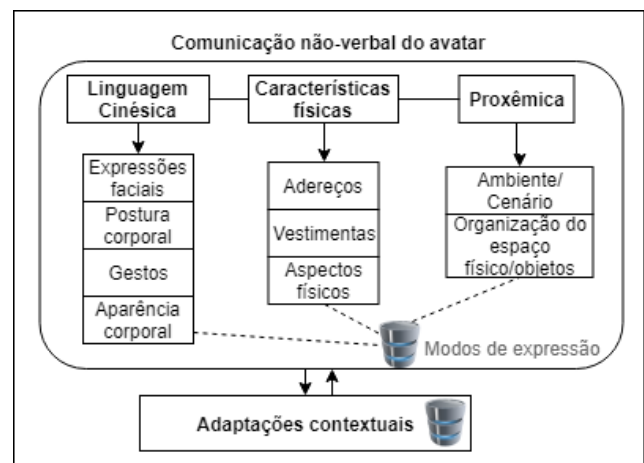 Comunicação não-verbal do avatar
Linguagem
Cinésica
Características
físicas
Proxêmica
Expressões
faciais
Postura
corporal
Gestos
Aparência
corporal
Adereços
Vestimentas
Aspectos
físicos
Ambiente/
Cenário
Organização do
espaço
físico/objetos
Modos de expressão
Adaptações contextuais